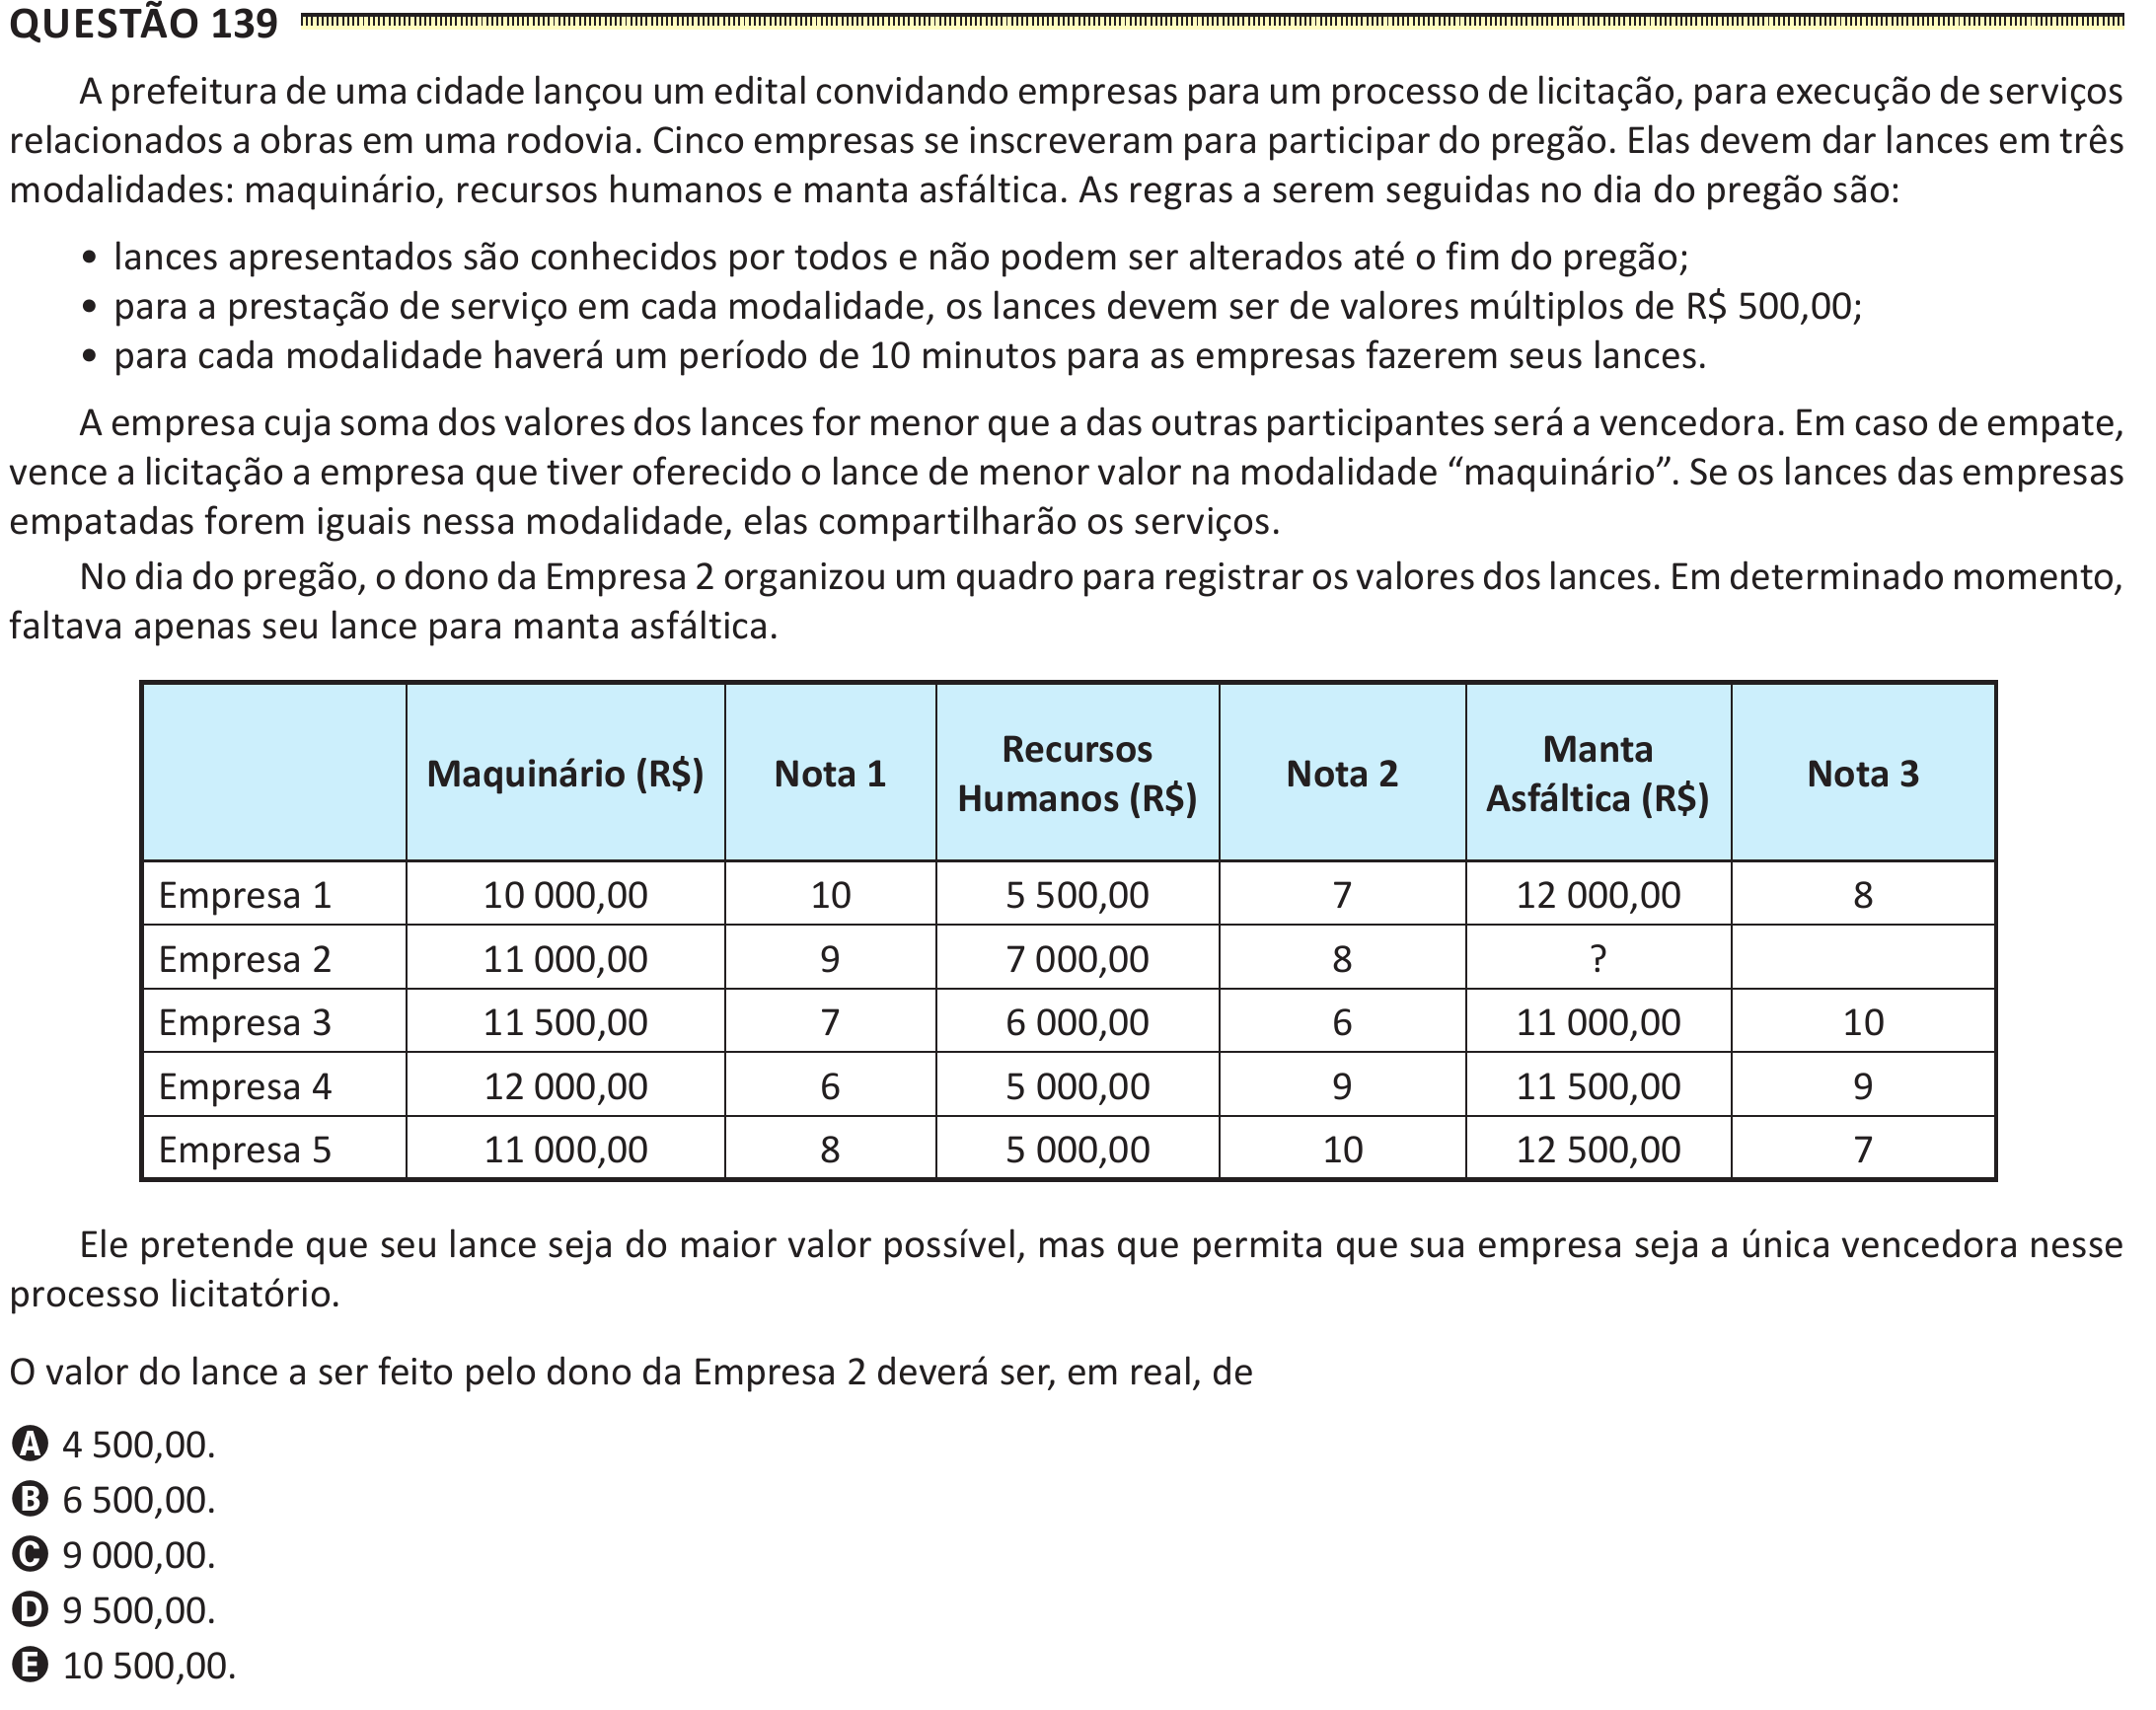 QUESTÃO 139
A prefeitura de uma cidade lançou um edital convidando empresas para um processo de licitação, para execução de serviços
relacionados a obras em uma rodovia. Cinco empresas se inscreveram para participar do pregão. Elas devem dar lances em três
modalidades: maquinário, recursos humanos e manta asfáltica. As regras a serem seguidas no dia do pregão são:
• lances apresentados são conhecidos por todos e não podem ser alterados até o fim do pregão;
• para a prestação de serviço em cada modalidade, os lances devem ser de valores múltiplos de R$ 500,00;
• para cada modalidade haverá um período de 10 minutos para as empresas fazerem seus lances.
A empresa cuja soma dos valores dos lances for menor que a das outras participantes será a vencedora. Em caso de empate,
vence a licitação a empresa que tiver oferecido o lance de menor valor na modalidade “maquinário”. Se os lances das empresas
empatadas forem iguais nessa modalidade, elas compartilharão os serviços.
No dia do pregão, o dono da Empresa 2 organizou um quadro para registrar os valores dos lances. Em determinado momento,
faltava apenas seu lance para manta asfáltica.
Maquinário (R$) Nota 1 Recursos Humanos (R$) Nota 2 Manta Asfáltica (R$) Nota 3
Empresa 1 10 000,00 10 5 500,00 7 12 000,00 8
Empresa 2 11 000,00 9 7 000,00 8 ?
Empresa 3 11 500,00 7 6 000,00 6 11 000,00 10
Empresa 4 12 000,00 6 5 000,00 9 11 500,00 9
Empresa 5 11 000,00 8 5 000,00 10 12 500,00 7
Ele pretende que seu lance seja do maior valor possível, mas que permita que sua empresa seja a única vencedora nesse
processo licitatório.
O valor do lance a ser feito pelo dono da Empresa 2 deverá ser, em real, de
A 4 500,00.
B 6 500,00.
C 9 000,00.
D 9 500,00.
E 10 500,00.